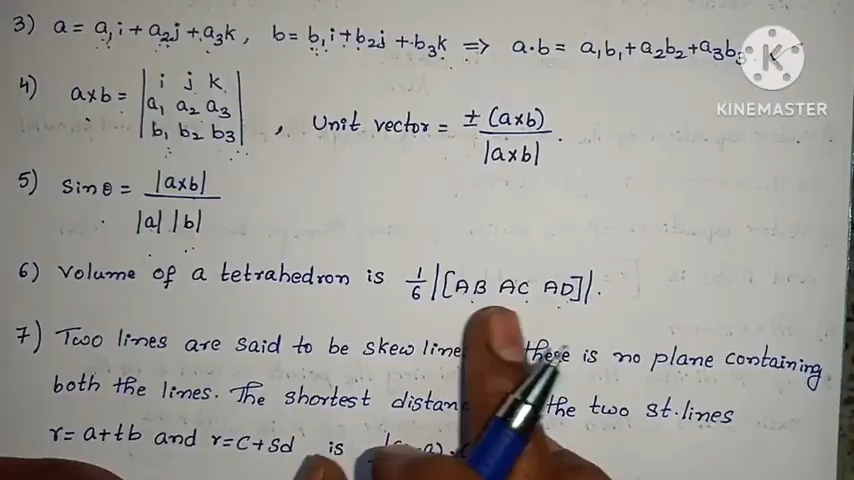 3) a = a₁i + a₂j + a₃k, b = b₁i + b₂j + b₃k => a·b = a₁b₁ + a₂b₂ + a₃b₃
KINEMASTER
4) a×b = | i j k |
| a₁ a₂ a₃ |
| b₁ b₂ b₃ | , Unit vector = ± (a×b) / |a×b| .
5) Sinθ = |a×b| / |a| |b|
6) Volume of a tetrahedron is 1/6 |[AB AC AD]|.
7) Two lines are said to be skew line there is no plane containing
both the lines. The shortest distan the two st.lines
r = a + tb and r = c + sd is